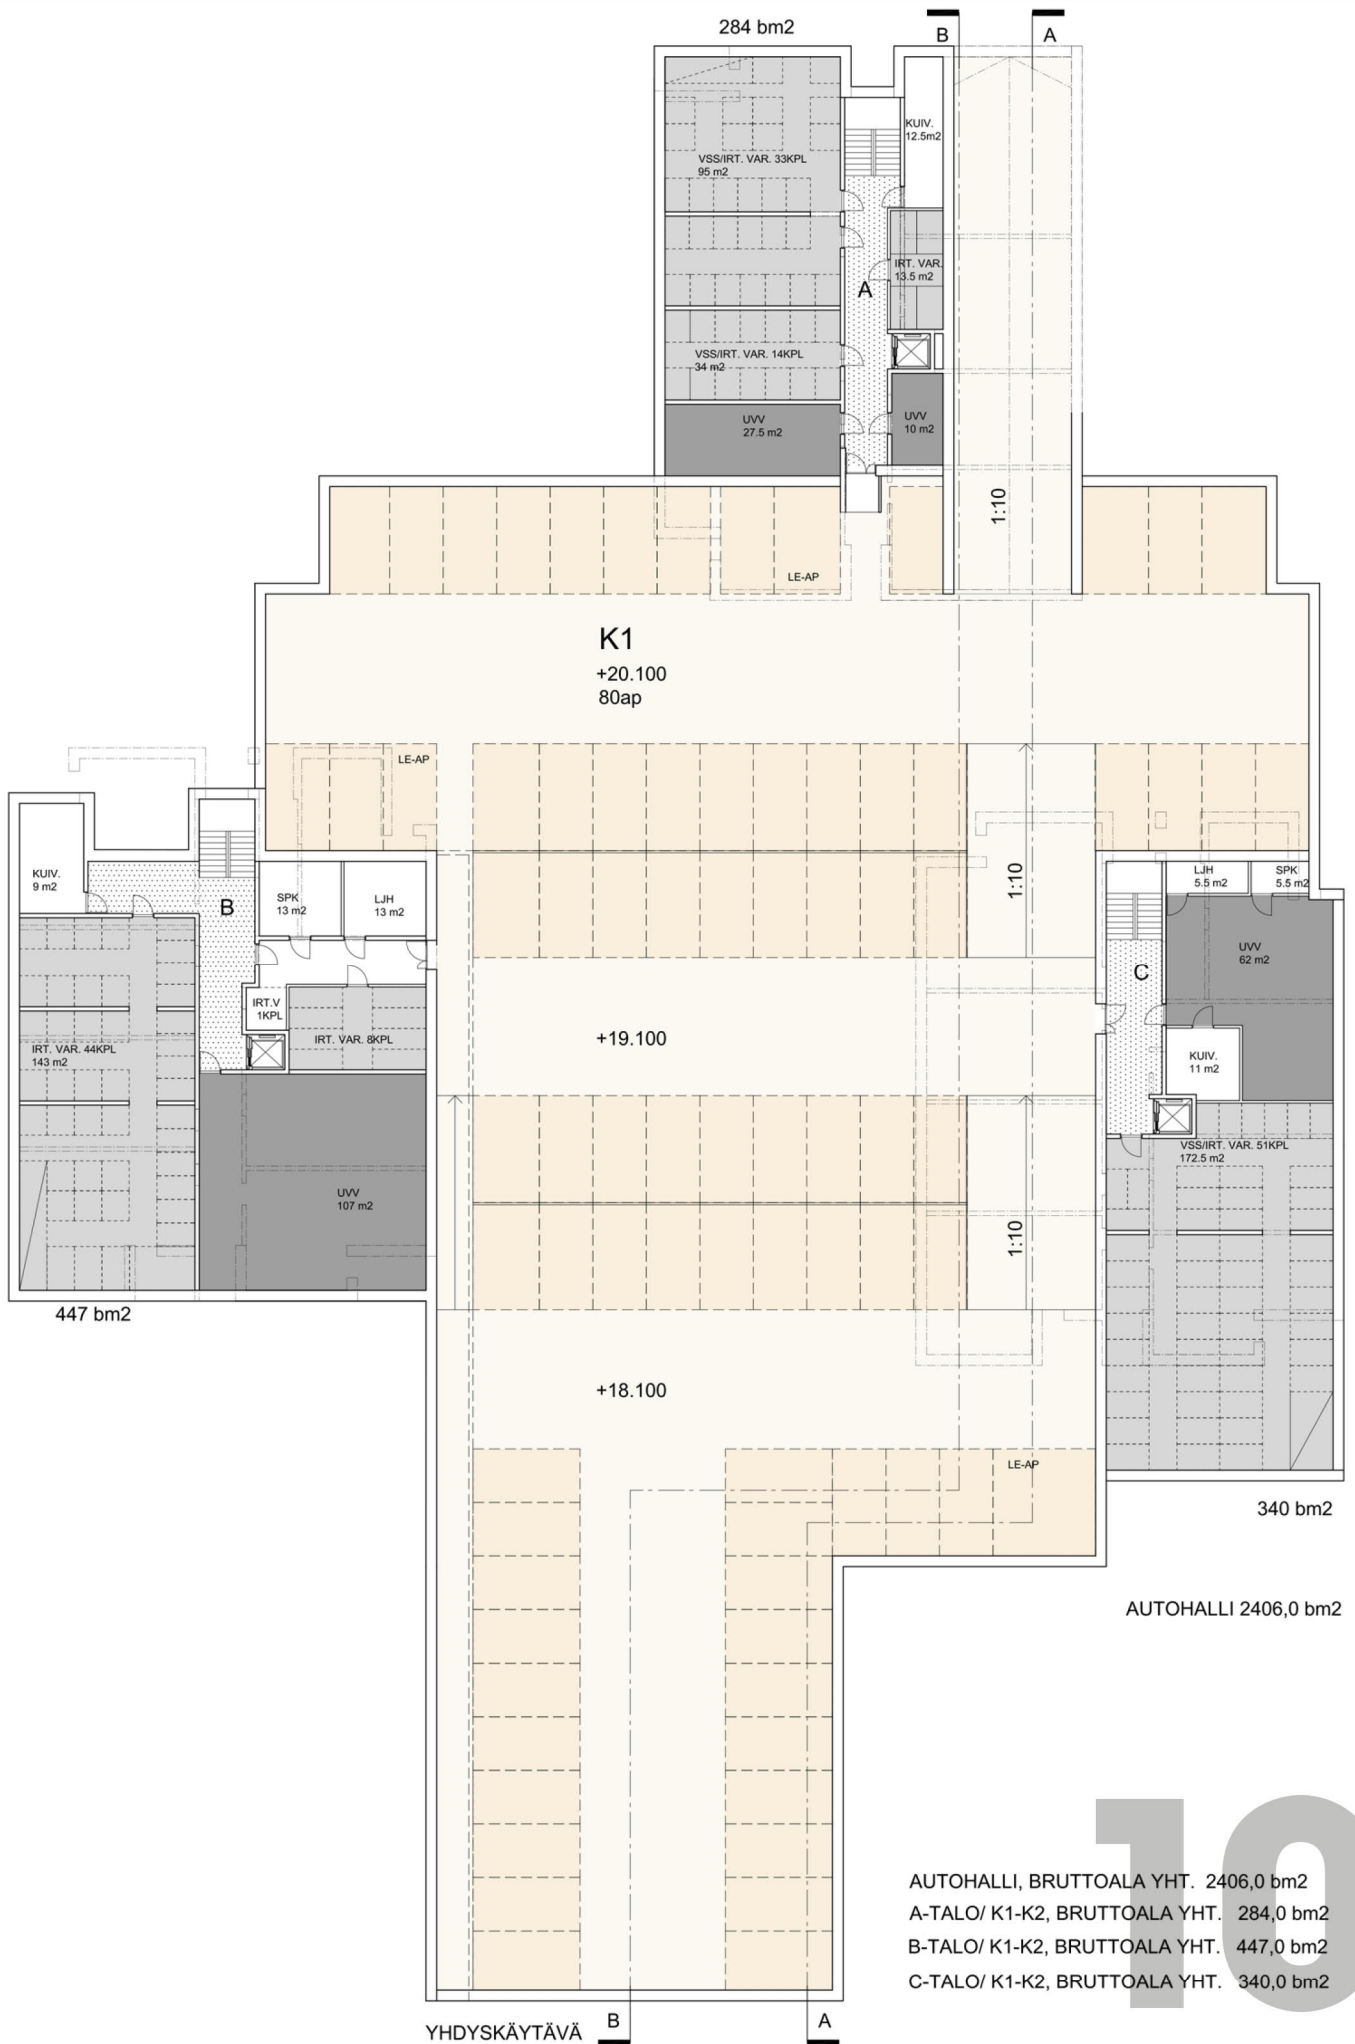 284 bm2
B
A
KUIV.
12.5m2
VSS/IRT. VAR. 33KPL
95 m2
IRT. VAR.
13.5 m2
A
VSS/IRT. VAR. 14KPL
34 m2
UVV
27.5 m2
UVV
10 m2
1:10
LE-AP
K1
+20.100
80ap
LE-AP
KUIV.
9 m2
B
SPK
13 m2
LJH
13 m2
1:10
LJH
5.5 m2
SPK
5.5 m2
UVV
62 m2
C
IRT.V
1KPL
IRT. VAR. 8KPL
IRT. VAR. 44KPL
143 m2
+19.100
KUIV.
11 m2
VSS/IRT. VAR. 51KPL
172.5 m2
UVV
107 m2
1:10
447 bm2
+18.100
LE-AP
340 bm2
AUTOHALLI 2406,0 bm2
10
AUTOHALLI, BRUTTOALA YHT. 2406,0 bm2
A-TALO/ K1-K2, BRUTTOALA YHT. 284,0 bm2
B-TALO/ K1-K2, BRUTTOALA YHT. 447,0 bm2
C-TALO/ K1-K2, BRUTTOALA YHT. 340,0 bm2
YHDYSKÄYTÄVÄ
B
A